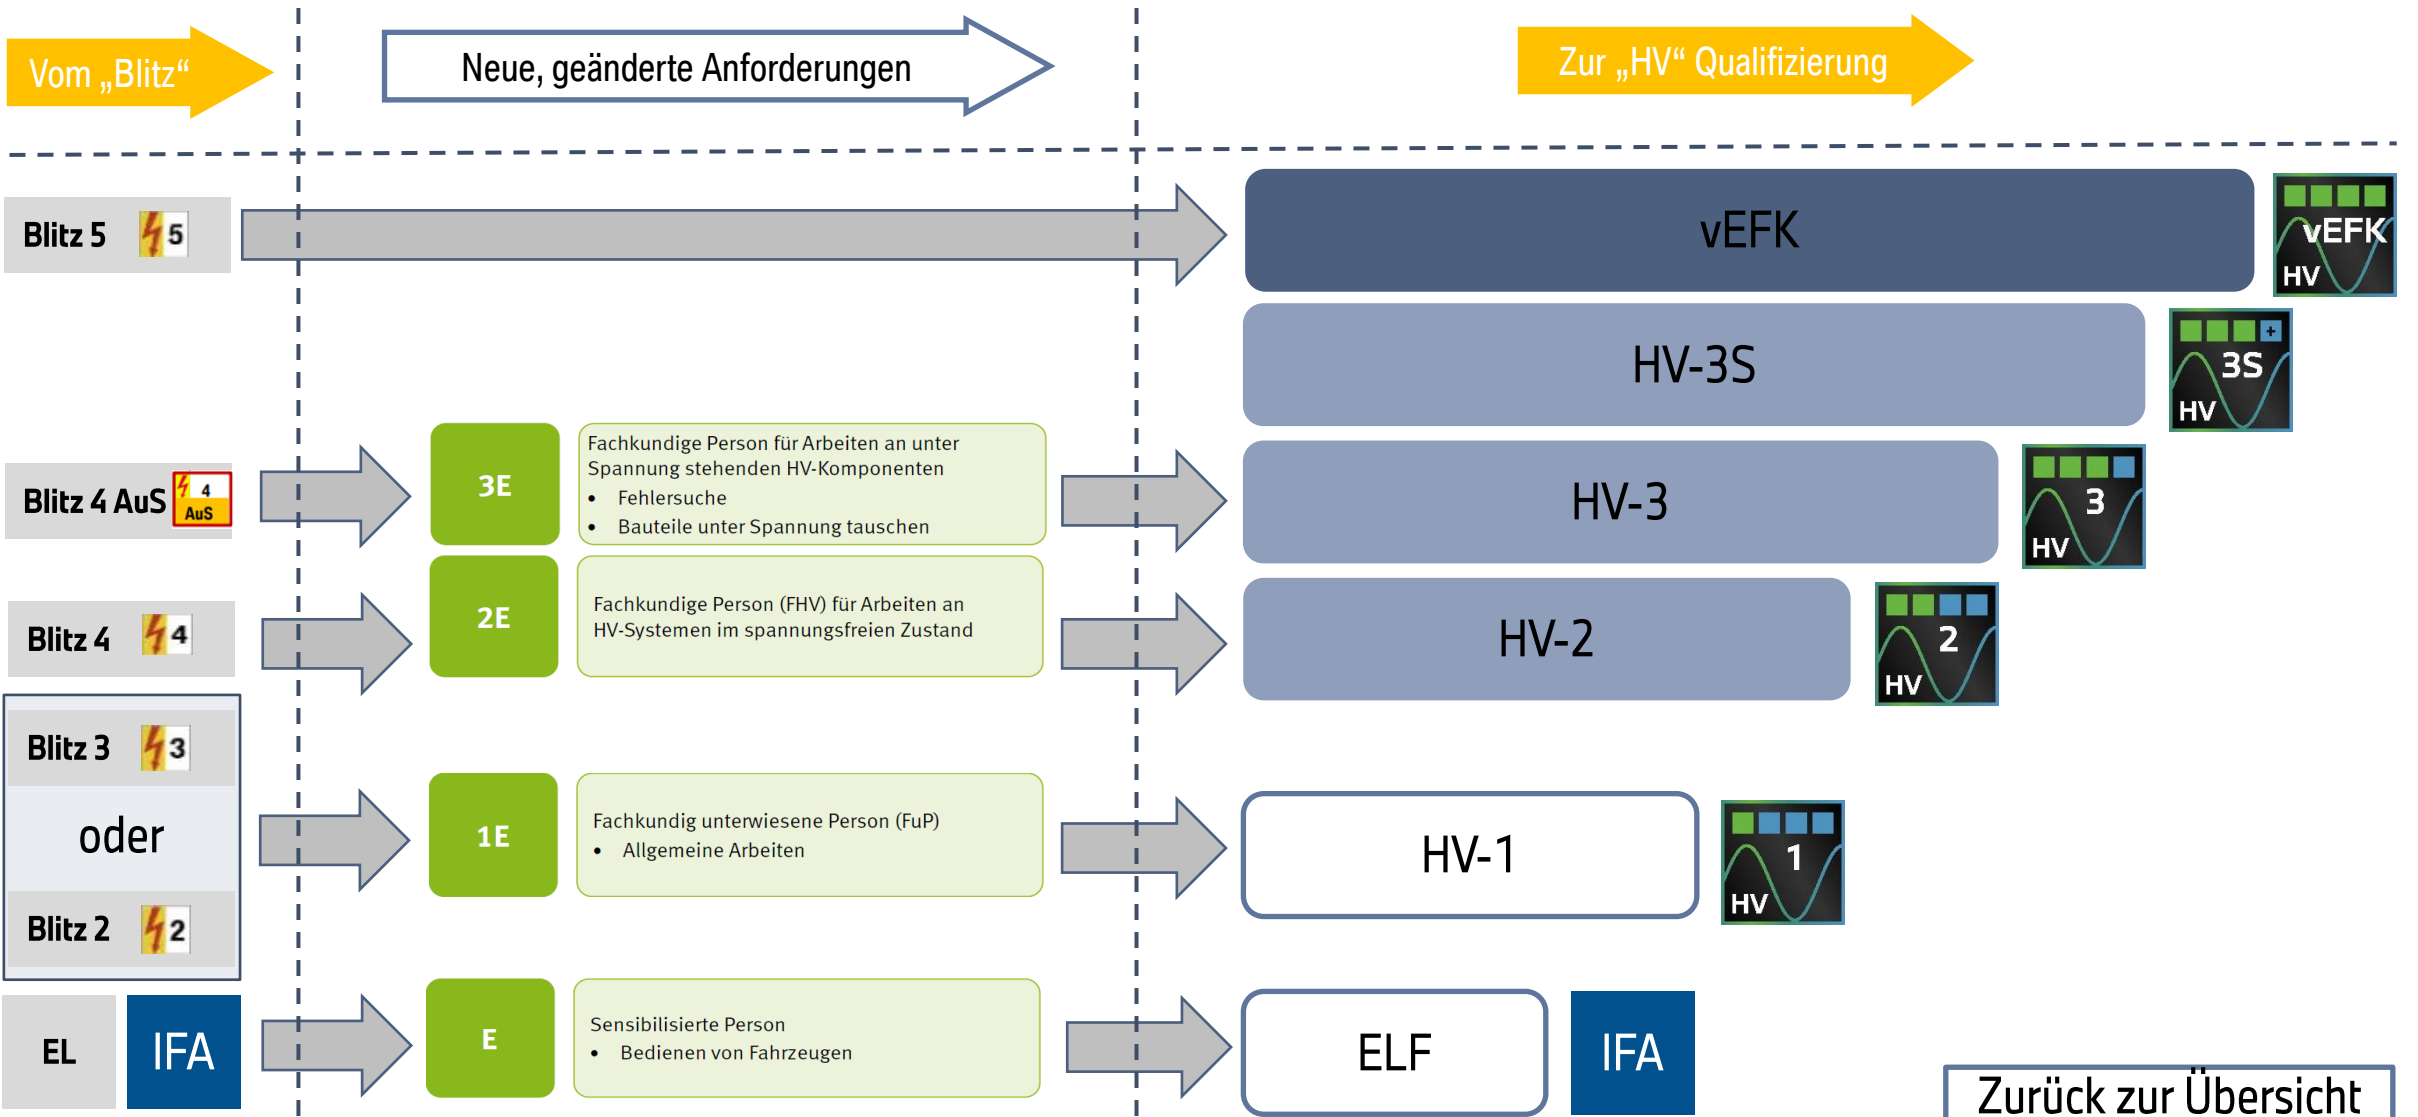 Vom „Blitz“
Neue, geänderte Anforderungen
Zur „HV“ Qualifizierung
Blitz 5
5
vEFK
vEFK
HV
HV-3S
+
3S
HV
Blitz 4 AuS
4
AuS
3E
Fachkundige Person für Arbeiten an unter
Spannung stehenden HV-Komponenten
• Fehlersuche
• Bauteile unter Spannung tauschen
HV-3
3
HV
Blitz 4
4
2E
Fachkundige Person (FHV) für Arbeiten an
HV-Systemen im spannungsfreien Zustand
HV-2
2
HV
Blitz 3
3
oder
Blitz 2
2
1E
Fachkundig unterwiesene Person (FuP)
• Allgemeine Arbeiten
HV-1
1
HV
EL
IFA
E
Sensibilisierte Person
• Bedienen von Fahrzeugen
ELF
IFA
Zurück zur Übersicht